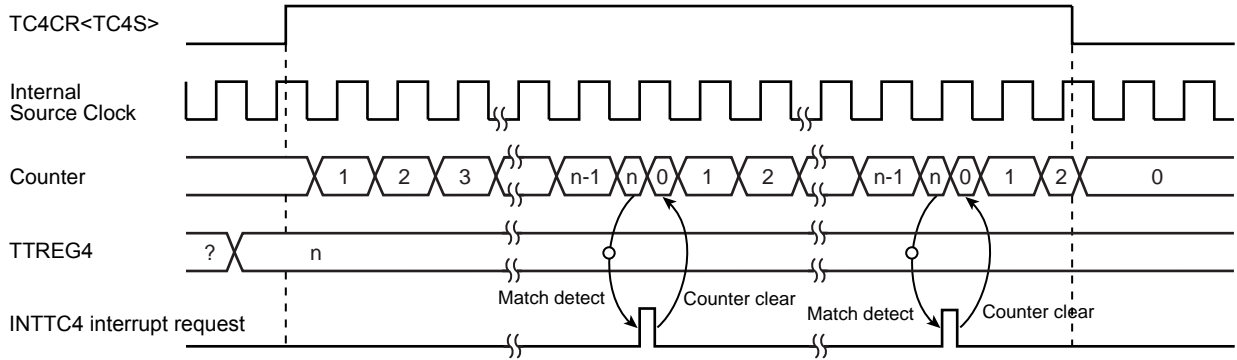 TC4CR<TC4S>
Internal
Source Clock
Counter
1 2 3 n-1 n 0 1 2 n-1 n 0 1 2 0
TTREG4
? n
Match detect Counter clear Match detect Counter clear
INTTC4 interrupt request